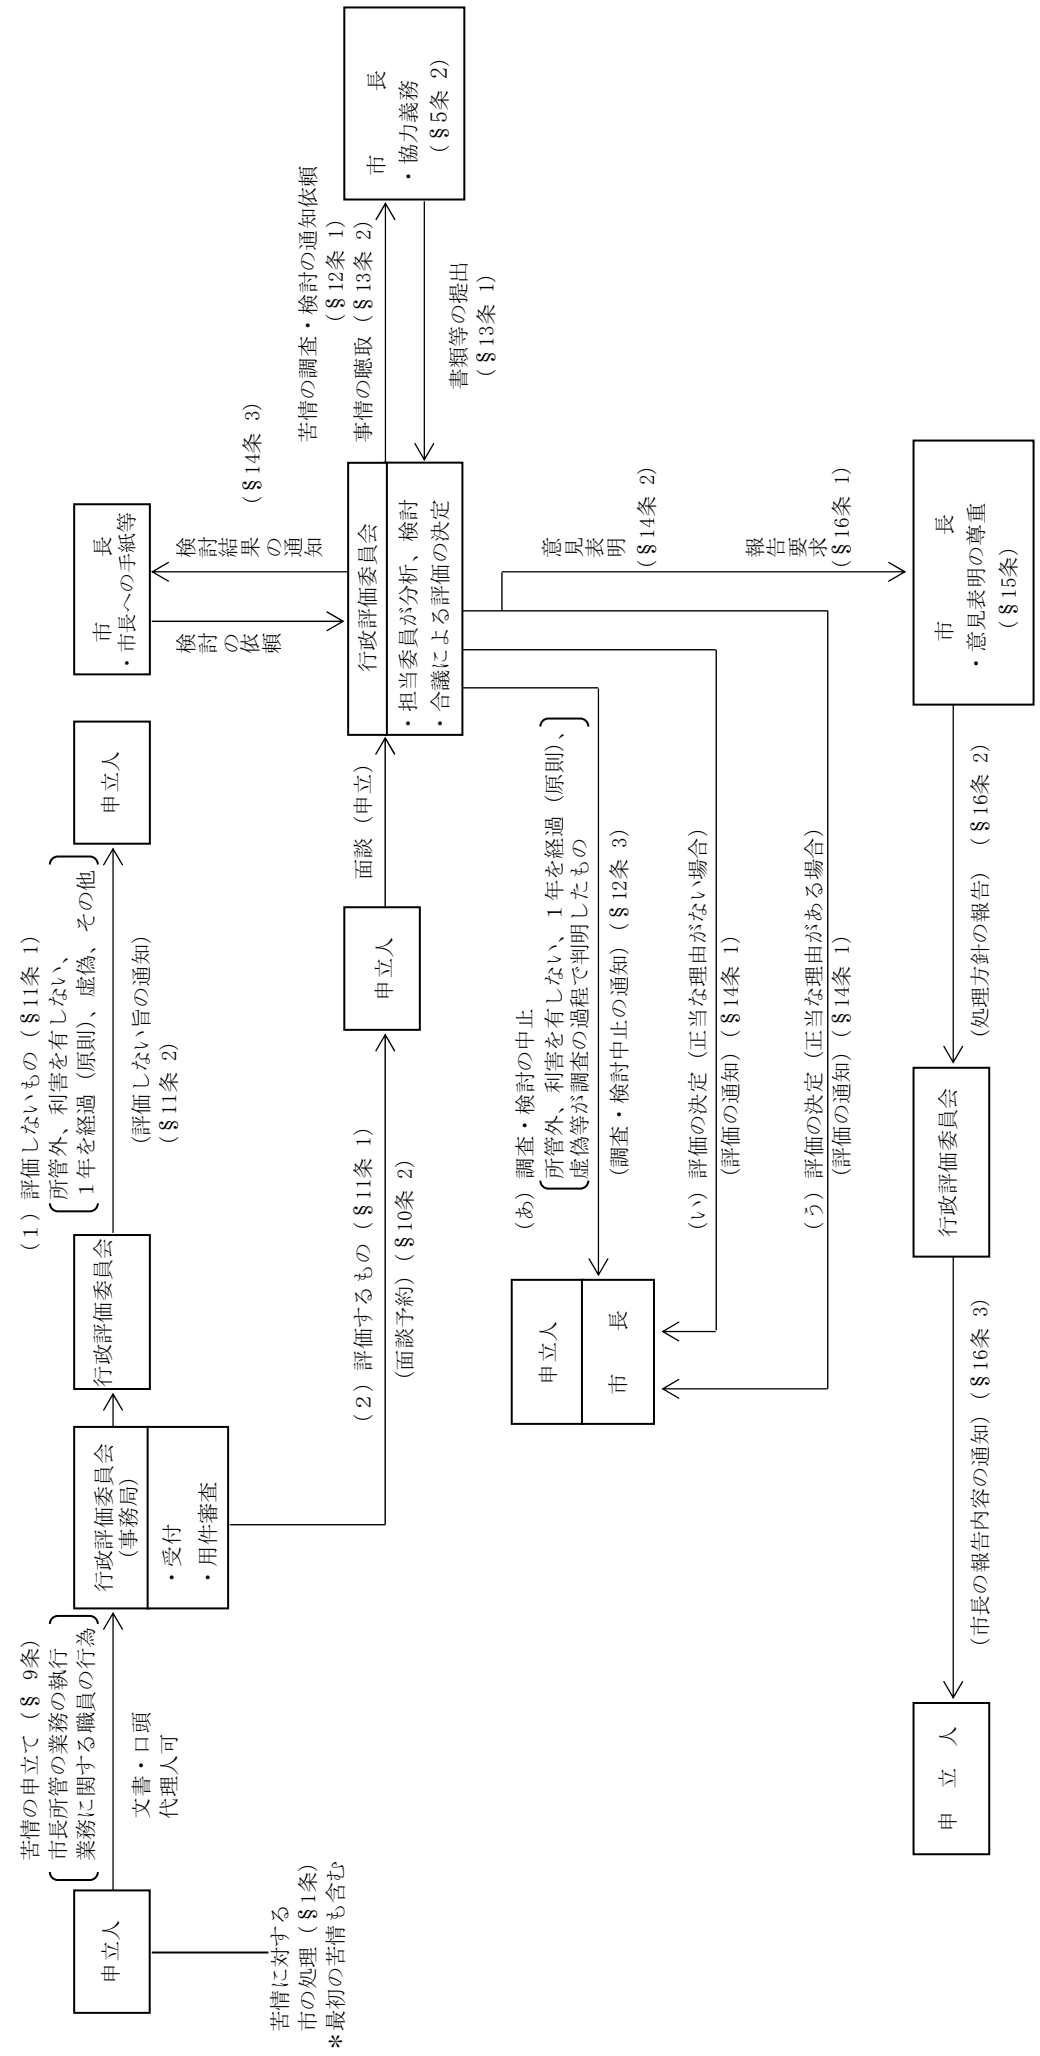 苦情の申立て（§ 9条）
市長所管の業務の執行
業務に関する職員の行為
申立人
文書・口頭
代理人可
苦情に対する
市の処理（§1条）
＊最初の苦情も含む
行政評価委員会
（事務局）
・受付
・用件審査
行政評価委員会
（１）評価しないもの（§11条 1）
所管外、利害を有しない、
１年を経過（原則）、虚偽、その他
（評価しない旨の通知）
（§11条 2）
申立人
（２）評価するもの（§11条 1）
（面談予約）（§10条 2）
申立人
面談（申立）
市　長
・市長への手紙等
検討の依頼
検討結果の通知
（§14条 3）
行政評価委員会
・担当委員が分析、検討
・合議による評価の決定
苦情の調査・検討の通知依頼
（§12条 1）
事情の聴取（§13条 2）
書類等の提出
（§13条 1）
市　長
・協力義務
（§5条 2）
（あ）調査・検討の中止
所管外、利害を有しない、１年を経過（原則）、
虚偽等が調査の過程で判明したもの
（調査・検討中止の通知）（§12条 3）
（い）評価の決定（正当な理由がない場合）
（評価の通知）（§14条 1）
（う）評価の決定（正当な理由がある場合）
（評価の通知）（§14条 1）
申立人
市　長
意見表明
（§14条 2）
報告要求
（§16条 1）
市　長
・意見表明の尊重
（§15条）
（処理方針の報告）（§16条 2）
行政評価委員会
（市長の報告内容の通知）（§16条 3）
申　立　人